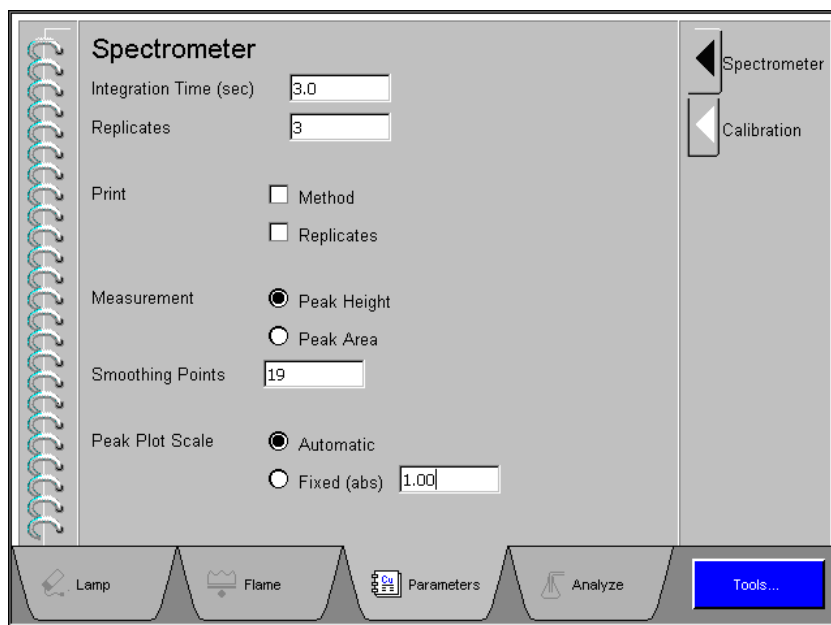 Spectrometer
Integration Time (sec) 3.0
Replicates 3
Print Method
Replicates
Measurement Peak Height
Peak Area
Smoothing Points 19
Peak Plot Scale Automatic
Fixed (abs) 1.00
Spectrometer
Calibration
Lamp
Flame
Cu
Parameters
Analyze
Tools...